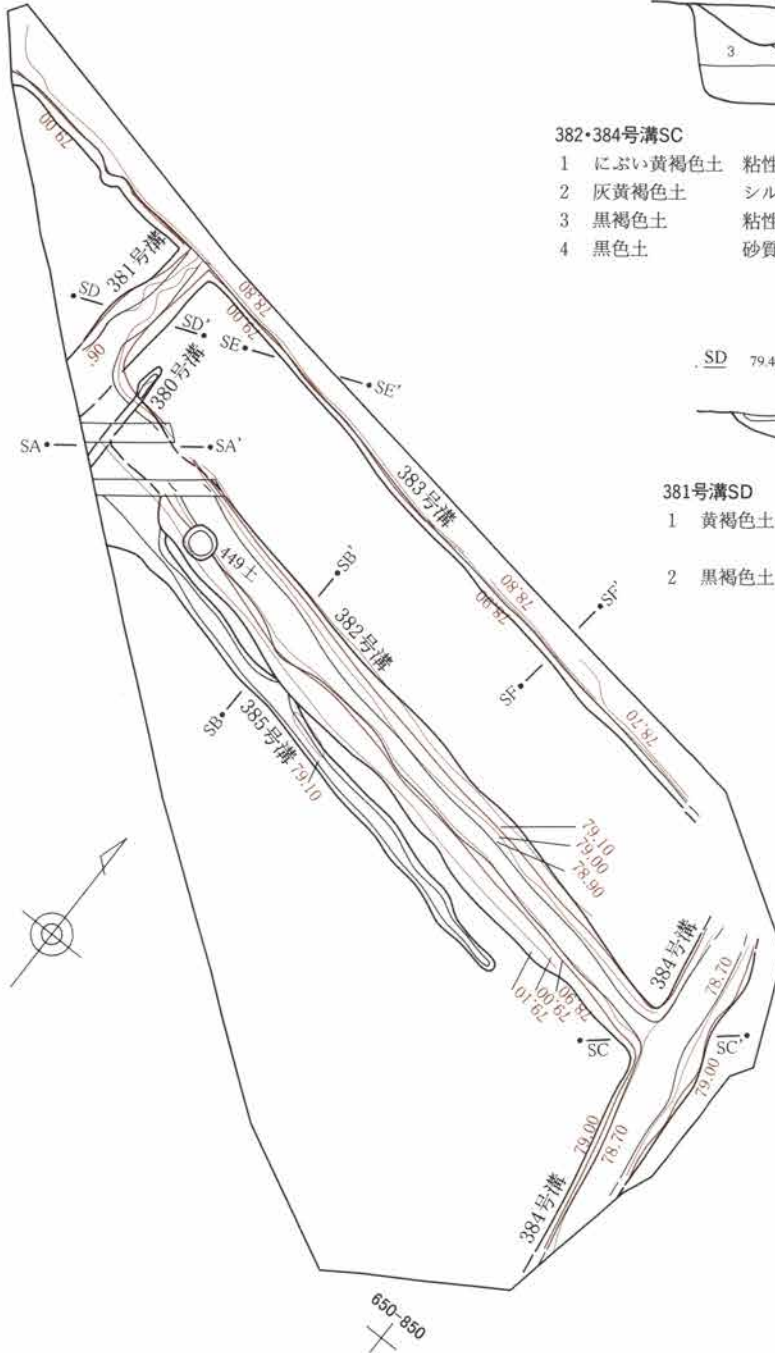 3
382•384号溝SC
1 にぶい黄褐色土 粘性
2 灰黄褐色土 シル
3 黒褐色土 粘性
4 黒色土 砂質
SD 79.4
381号溝SD
1 黄褐色土
2 黒褐色土
79.00
381号溝
SD
.90
78.80
79.00
SD'
SE
SE'
380号溝
SA
SA'
383号溝
449土
SB'
382号溝
78.80
78.90
SF'
SF
SB
385号溝
79.10
78.70
79.10
79.00
78.90
384号溝
78.70
79.10
79.00
78.90
SC
SC'
79.00
79.00
78.70
384号溝
650-850